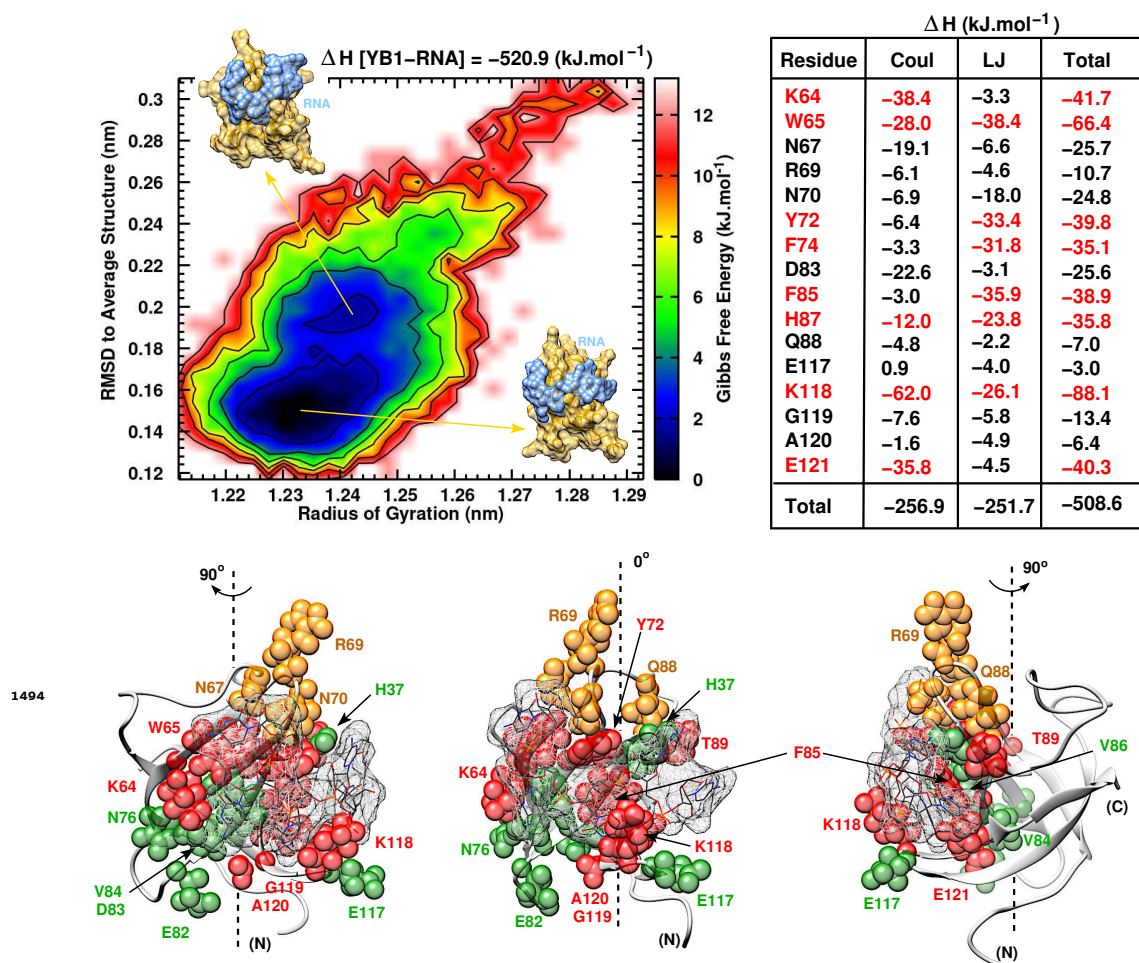 ΔH [YB1−RNA] = −520.9 (kJ.mol−1)
RNA
RMSD to Average Structure (nm)
0.3
0.28
0.26
0.24
0.22
0.2
0.18
0.16
0.14
0.12
1.22 1.23 1.24 1.25 1.26 1.27 1.28 1.29
Radius of Gyration (nm)
RNA
12
10
8
6
4
2
0
Gibbs Free Energy (kJ.mol-1)
ΔH (kJ.mol−1)
Residue Coul LJ Total
K64 −38.4 −3.3 −41.7
W65 −28.0 −38.4 −66.4
N67 −19.1 −6.6 −25.7
R69 −6.1 −4.6 −10.7
N70 −6.9 −18.0 −24.8
Y72 −6.4 −33.4 −39.8
F74 −3.3 −31.8 −35.1
D83 −22.6 −3.1 −25.6
F85 −3.0 −35.9 −38.9
H87 −12.0 −23.8 −35.8
Q88 −4.8 −2.2 −7.0
E117 0.9 −4.0 −3.0
K118 −62.0 −26.1 −88.1
G119 −7.6 −5.8 −13.4
A120 −1.6 −4.9 −6.4
E121 −35.8 −4.5 −40.3
Total −256.9 −251.7 −508.6
1494
90°
R69
N67
N70
H37
W65
K64
N76
K118
V84
D83
G119
A120
E117
E82
(N)
0°
R69
Y72
Q88
H37
T89
K64
F85
N76
K118
A120
G119
E117
E82
(N)
90°
R69
Q88
T89
V86
(C)
K118
V84
E117
E121
(N)